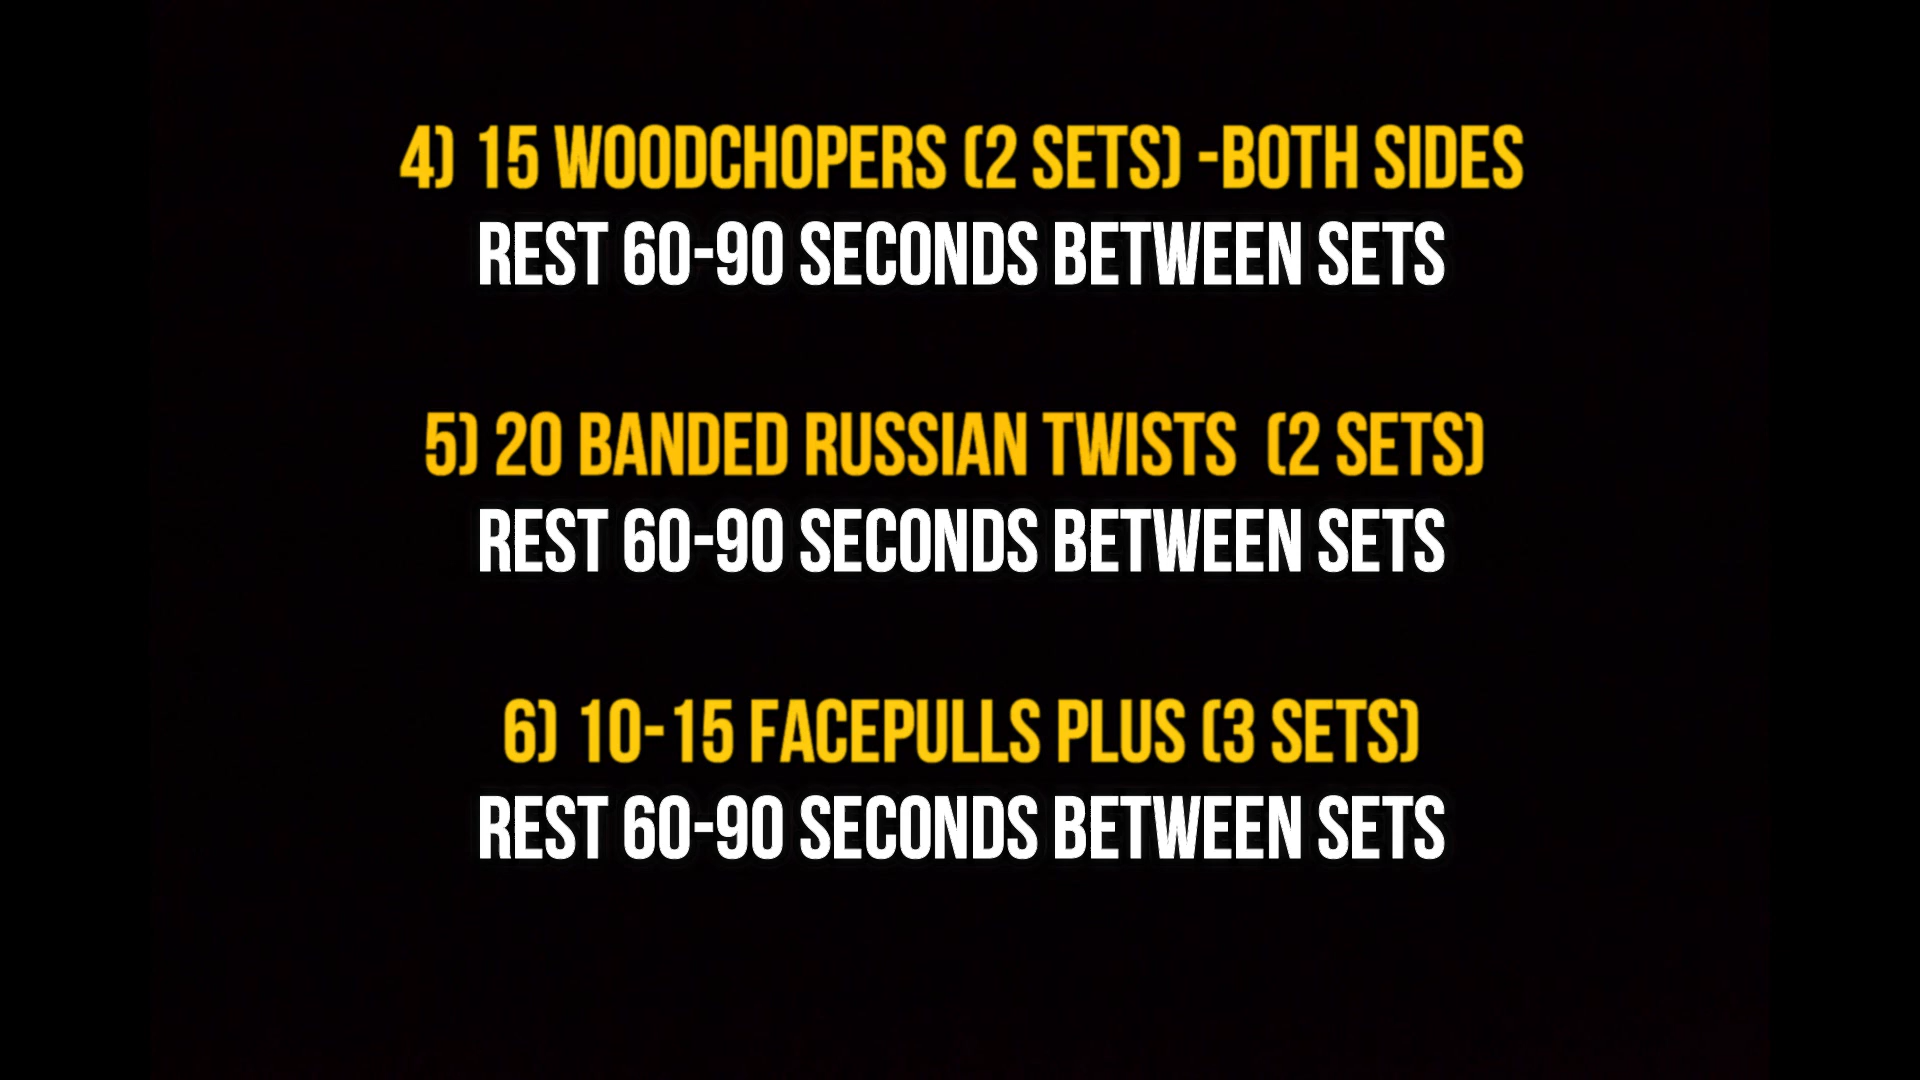 4) 15 WOODCHOPERS (2 SETS) -BOTH SIDES
REST 60-90 SECONDS BETWEEN SETS
5) 20 BANDED RUSSIAN TWISTS (2 SETS)
REST 60-90 SECONDS BETWEEN SETS
6) 10-15 FACEPULLS PLUS (3 SETS)
REST 60-90 SECONDS BETWEEN SETS